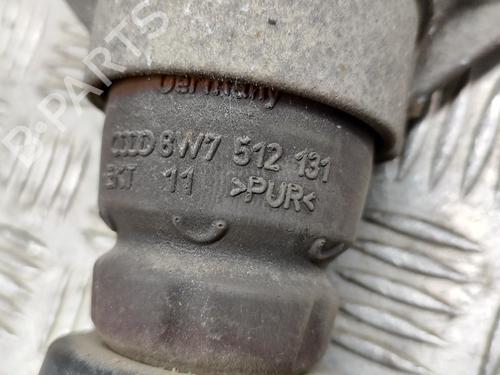 B-PARTS
Germany
8W7 512 131
11 >PUR<